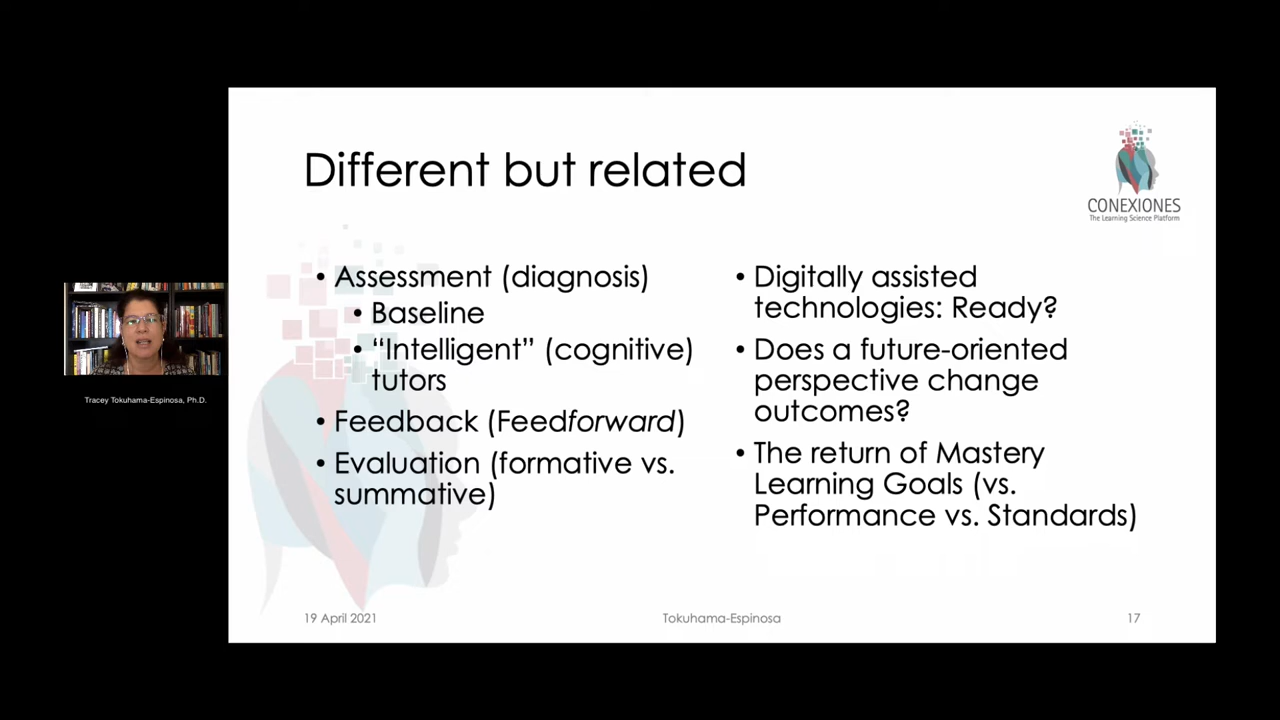 Different but related
CONEXIONES
The Learning Science Platform
• Assessment (diagnosis)
• Baseline
• “Intelligent” (cognitive)
tutors
• Feedback (Feedforward)
• Evaluation (formative vs.
summative)
• Digitally assisted
technologies: Ready?
• Does a future-oriented
perspective change
outcomes?
• The return of Mastery
Learning Goals (vs.
Performance vs. Standards)
Tracey Tokuhama-Espinosa, Ph.D.
19 April 2021
Tokuhama-Espinosa
17